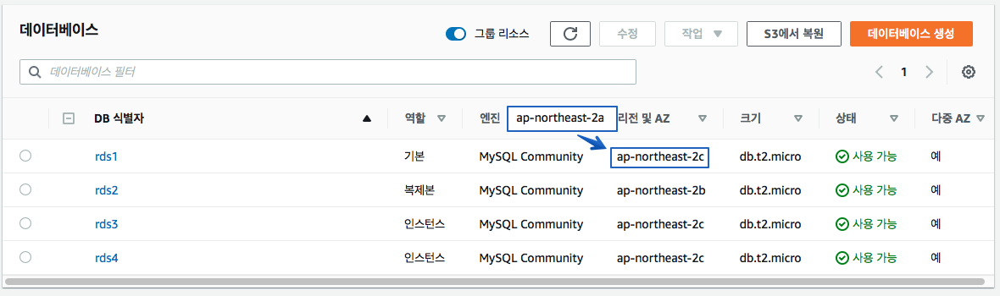 데이터베이스
그룹 리소스 수정 작업 S3에서 복원 데이터베이스 생성
데이터베이스 필터
1
DB 식별자 역할 엔진 ap-northeast-2a 리전 및 AZ 크기 상태 다중 AZ
rds1 기본 MySQL Community ap-northeast-2c db.t2.micro 사용 가능 예
rds2 복제본 MySQL Community ap-northeast-2b db.t2.micro 사용 가능 예
rds3 인스턴스 MySQL Community ap-northeast-2c db.t2.micro 사용 가능 예
rds4 인스턴스 MySQL Community ap-northeast-2c db.t2.micro 사용 가능 예